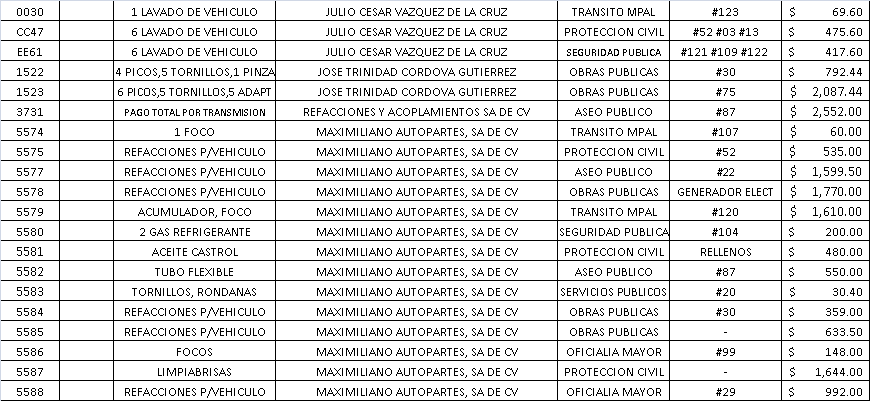 0030 1 LAVADO DE VEHICULO JULIO CESAR VAZQUEZ DE LA CRUZ TRANSITO MPAL #123 $ 69.60
CC47 6 LAVADO DE VEHICULO JULIO CESAR VAZQUEZ DE LA CRUZ PROTECCION CIVIL #52 #03 #13 $ 475.60
EE61 6 LAVADO DE VEHICULO JULIO CESAR VAZQUEZ DE LA CRUZ SEGURIDAD PUBLICA #121 #109 #122 $ 417.60
1522 4 PICOS,5 TORNILLOS,1 PINZA JOSE TRINIDAD CORDOVA GUTIERREZ OBRAS PUBLICAS #30 $ 792.44
1523 6 PICOS,5 TORNILLOS,5 ADAPT JOSE TRINIDAD CORDOVA GUTIERREZ OBRAS PUBLICAS #75 $ 2,087.44
3731 PAGO TOTAL POR TRANSMISION REFACCIONES Y ACOPLAMIENTOS SA DE CV ASEO PUBLICO #87 $ 2,552.00
5574 1 FOCO MAXIMILIANO AUTOPARTES, SA DE CV TRANSITO MPAL #107 $ 60.00
5575 REFACCIONES P/VEHICULO MAXIMILIANO AUTOPARTES, SA DE CV PROTECCION CIVIL #52 $ 535.00
5577 REFACCIONES P/VEHICULO MAXIMILIANO AUTOPARTES, SA DE CV ASEO PUBLICO #22 $ 1,599.50
5578 REFACCIONES P/VEHICULO MAXIMILIANO AUTOPARTES, SA DE CV OBRAS PUBLICAS GENERADOR ELECT $ 1,770.00
5579 ACUMULADOR, FOCO MAXIMILIANO AUTOPARTES, SA DE CV TRANSITO MPAL #120 $ 1,610.00
5580 2 GAS REFRIGERANTE MAXIMILIANO AUTOPARTES, SA DE CV SEGURIDAD PUBLICA #104 $ 200.00
5581 ACEITE CASTROL MAXIMILIANO AUTOPARTES, SA DE CV PROTECCION CIVIL RELLENOS $ 480.00
5582 TUBO FLEXIBLE MAXIMILIANO AUTOPARTES, SA DE CV ASEO PUBLICO #87 $ 550.00
5583 TORNILLOS, RONDANAS MAXIMILIANO AUTOPARTES, SA DE CV SERVICIOS PUBLICOS #20 $ 30.40
5584 REFACCIONES P/VEHICULO MAXIMILIANO AUTOPARTES, SA DE CV OBRAS PUBLICAS #30 $ 359.00
5585 REFACCIONES P/VEHICULO MAXIMILIANO AUTOPARTES, SA DE CV OBRAS PUBLICAS - $ 633.50
5586 FOCOS MAXIMILIANO AUTOPARTES, SA DE CV OFICIALIA MAYOR #99 $ 148.00
5587 LIMPIABRISAS MAXIMILIANO AUTOPARTES, SA DE CV PROTECCION CIVIL - $ 1,644.00
5588 REFACCIONES P/VEHICULO MAXIMILIANO AUTOPARTES, SA DE CV OFICIALIA MAYOR #29 $ 992.00